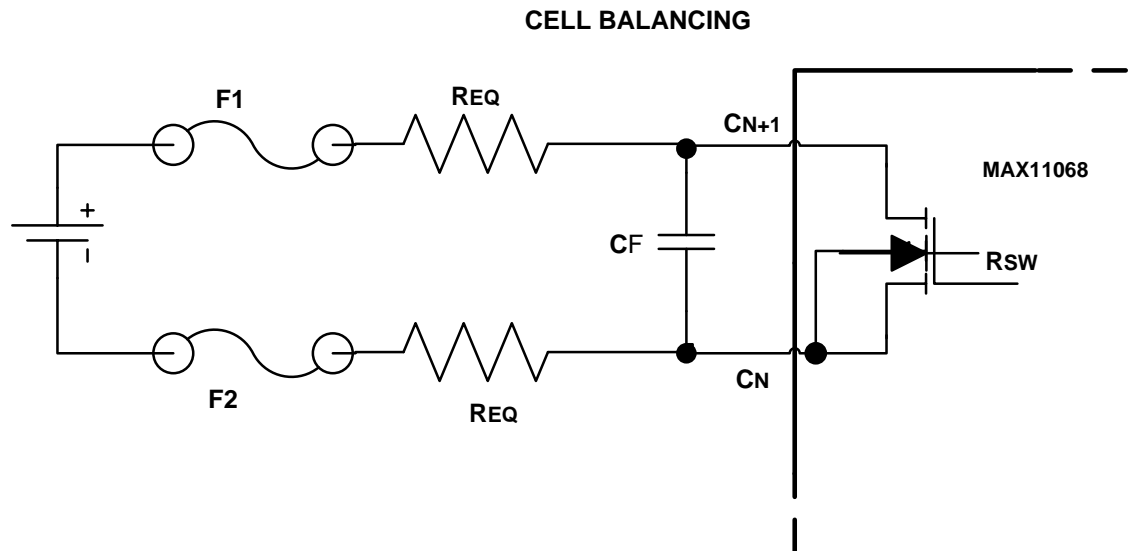 CELL BALANCING
F1
REQ
CN+1
MAX11068
+
CF
RSW
–
CN
F2
REQ